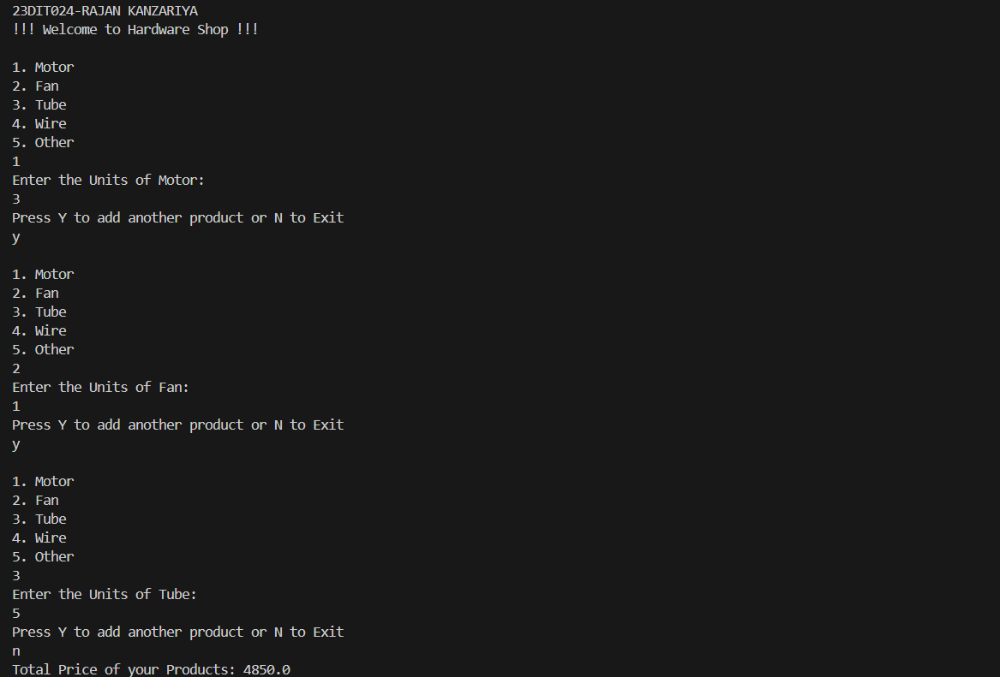 23DIT024-RAJAN KANZARIYA
!!! Welcome to Hardware Shop !!!
1. Motor
2. Fan
3. Tube
4. Wire
5. Other
1
Enter the Units of Motor:
3
Press Y to add another product or N to Exit
y
1. Motor
2. Fan
3. Tube
4. Wire
5. Other
2
Enter the Units of Fan:
1
Press Y to add another product or N to Exit
y
1. Motor
2. Fan
3. Tube
4. Wire
5. Other
3
Enter the Units of Tube:
5
Press Y to add another product or N to Exit
n
Total Price of your Products: 4850.0